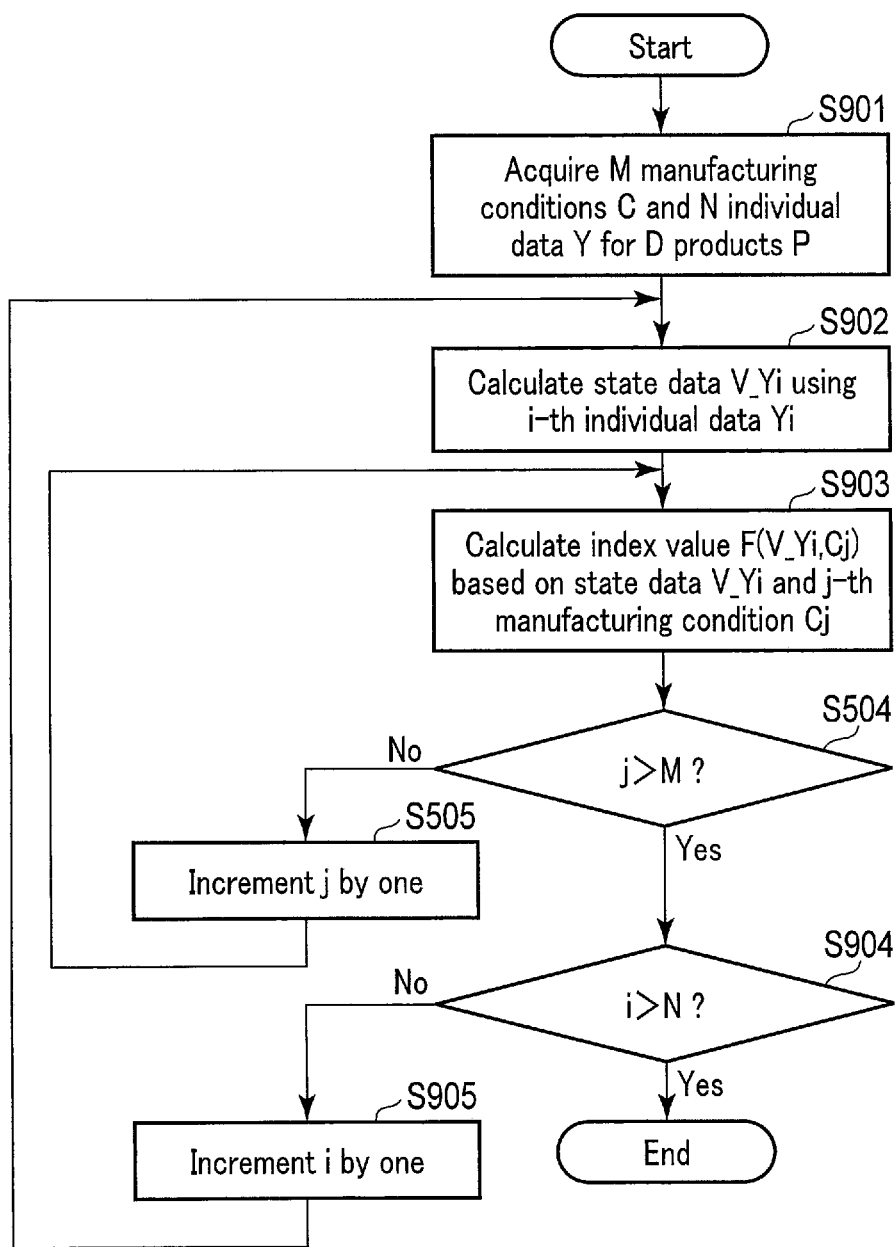 Start
S901
Acquire M manufacturing
conditions C and N individual
data Y for D products P
S902
Calculate state data V_Yi using
i-th individual data Yi
S903
Calculate index value F(V_Yi,Cj)
based on state data V_Yi and j-th
manufacturing condition Cj
S504
j>M ?
No
Yes
S505
Increment j by one
S904
i>N ?
No
Yes
S905
Increment i by one
End